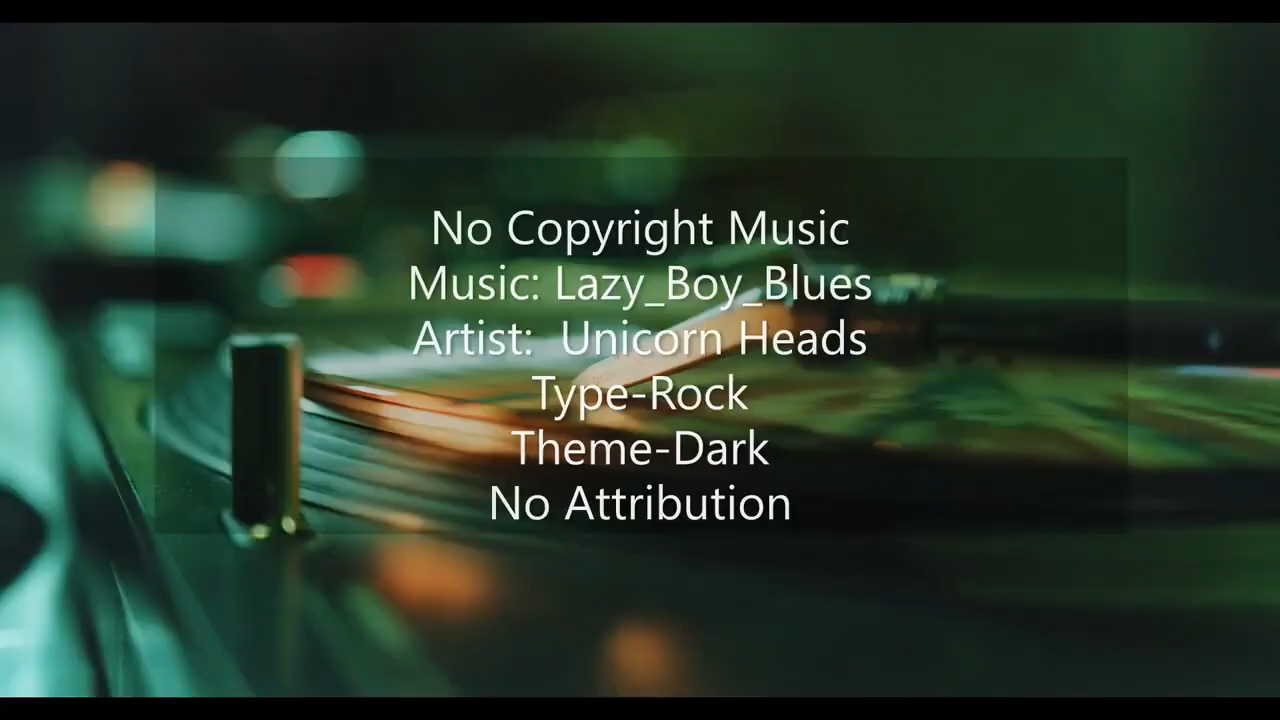 No Copyright Music
Music: Lazy_Boy_Blues
Artist:  Unicorn Heads
Type-Rock
Theme-Dark
No Attribution